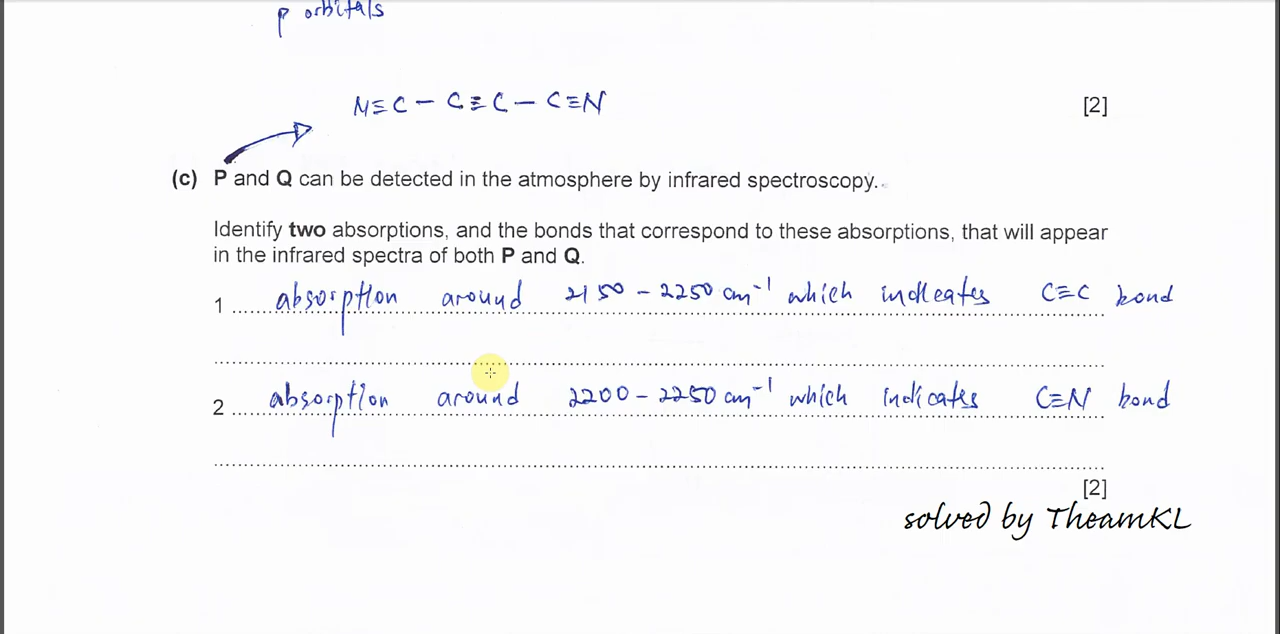 p orbitals
N≡C – C≡C – C≡N
[2]
(c) P and Q can be detected in the atmosphere by infrared spectroscopy.
Identify two absorptions, and the bonds that correspond to these absorptions, that will appear
in the infrared spectra of both P and Q.
1 absorption around 2150 – 2250 cm⁻¹ which indicates C≡C bond
2 absorption around 2200 – 2250 cm⁻¹ which indicates C≡N bond
[2]
solved by TheamKL